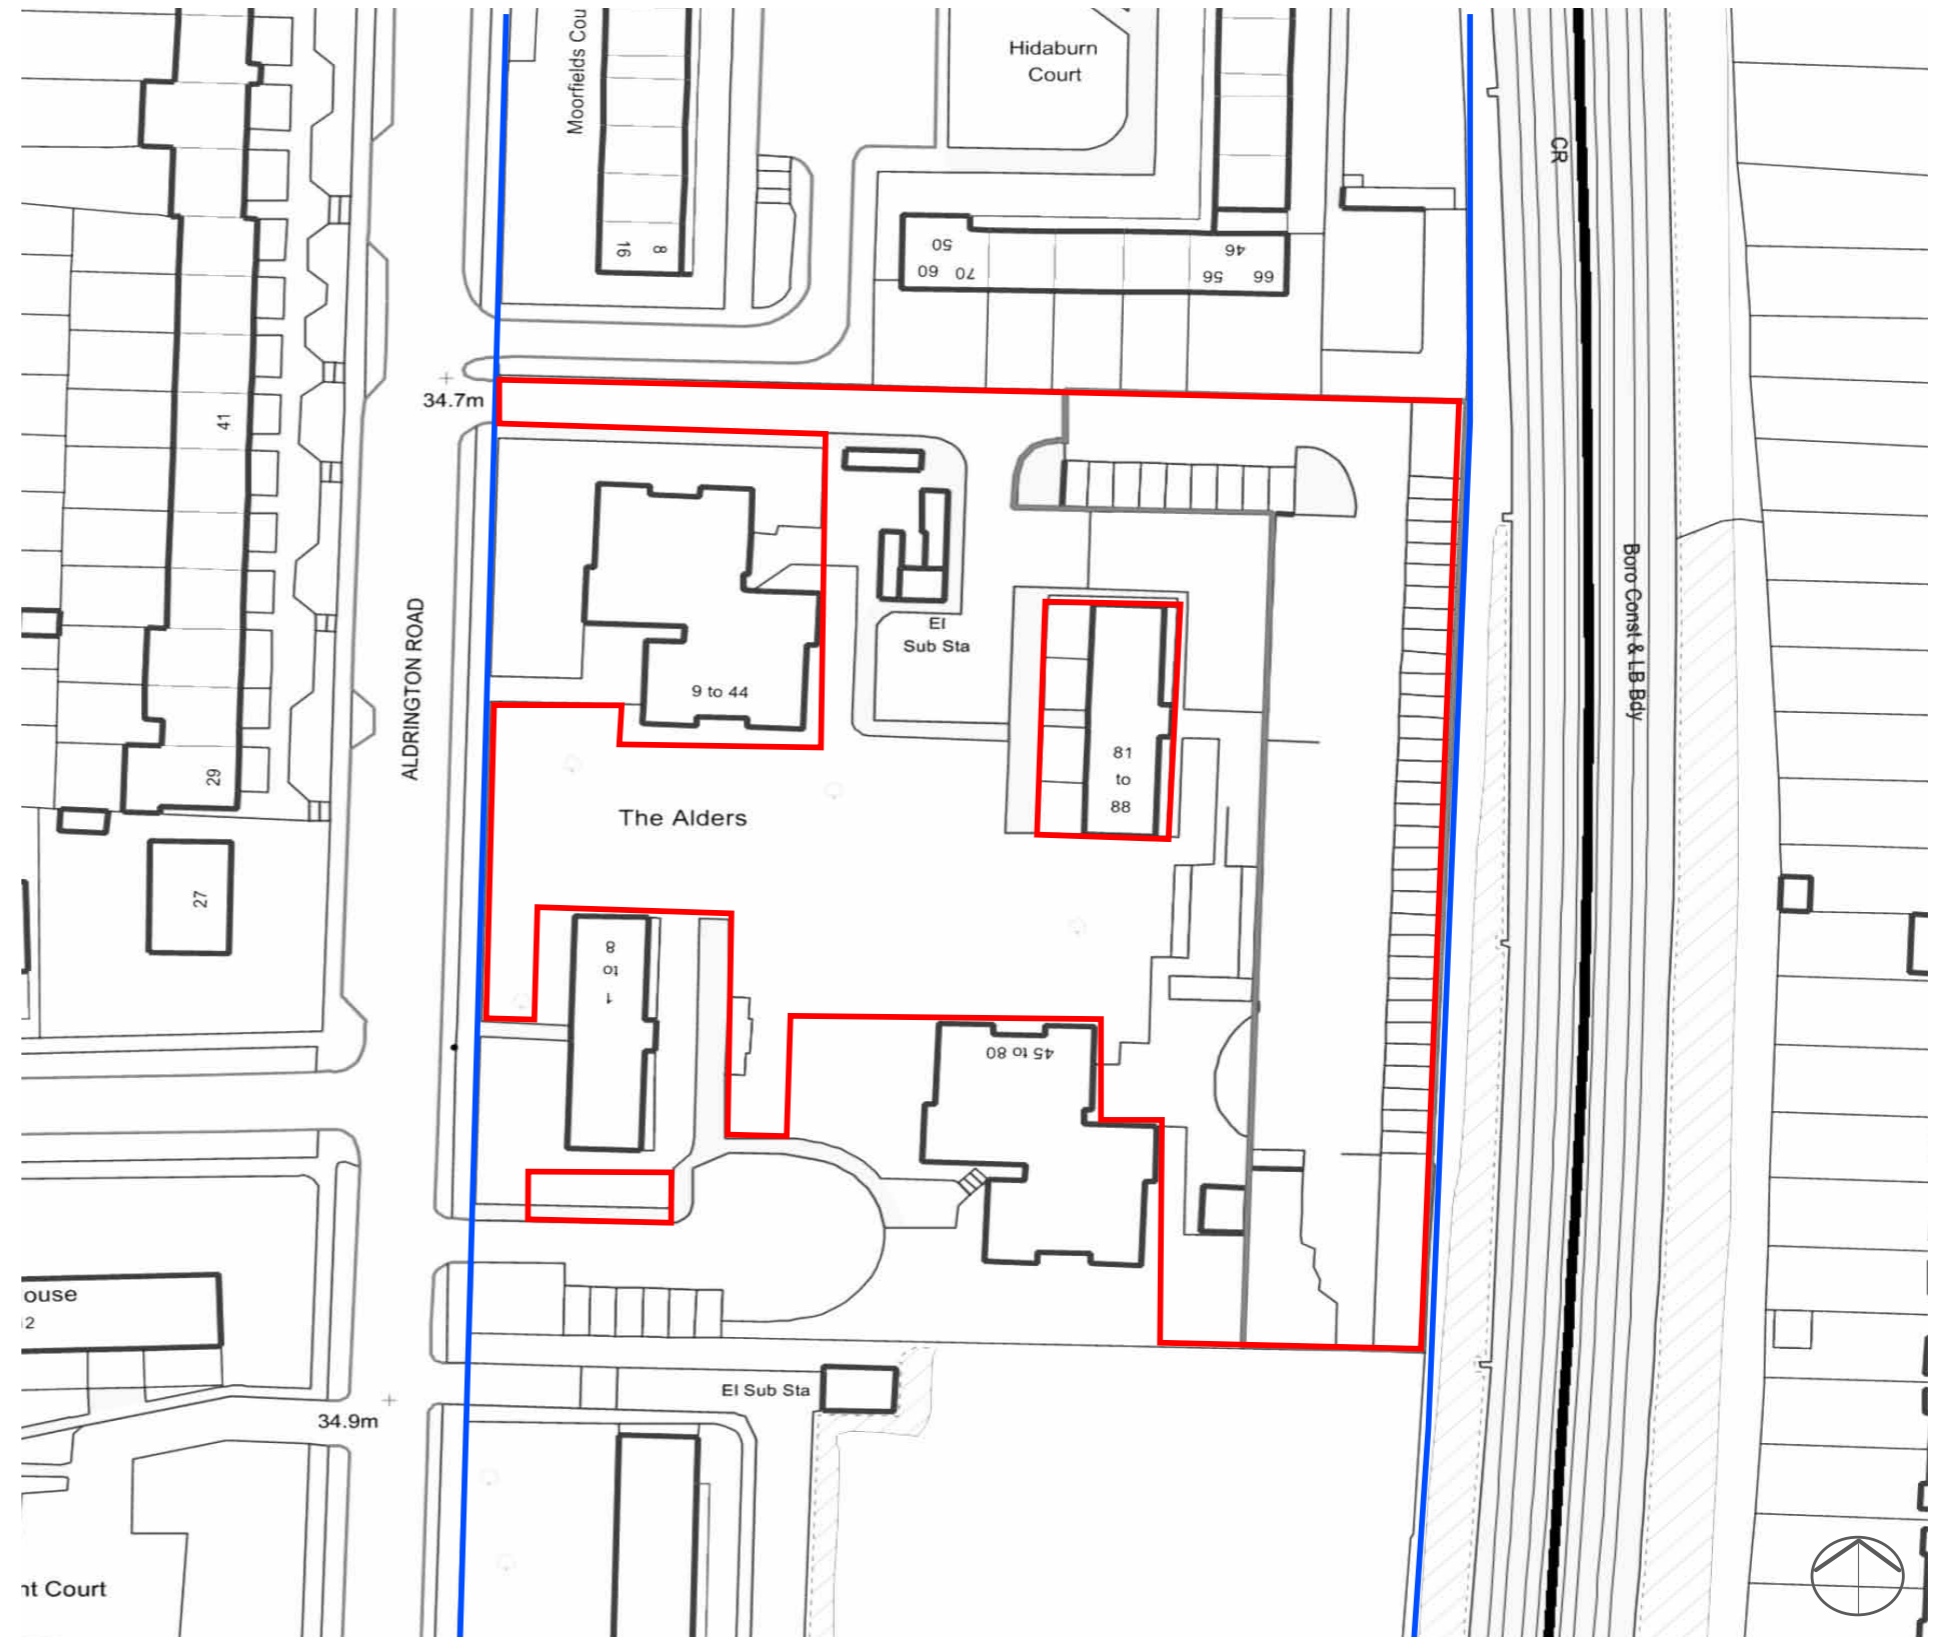 Moorfields Cou
Hidaburn
Court
CR
16
8
50
60
70
46
56
66
34.7m
41
ALDRINGTON ROAD
El
Sub Sta
Boro Const & LB Bdy
9 to 44
81
to
88
29
The Alders
27
8
to
1
45 to 80
ouse
12
El Sub Sta
34.9m
nt Court